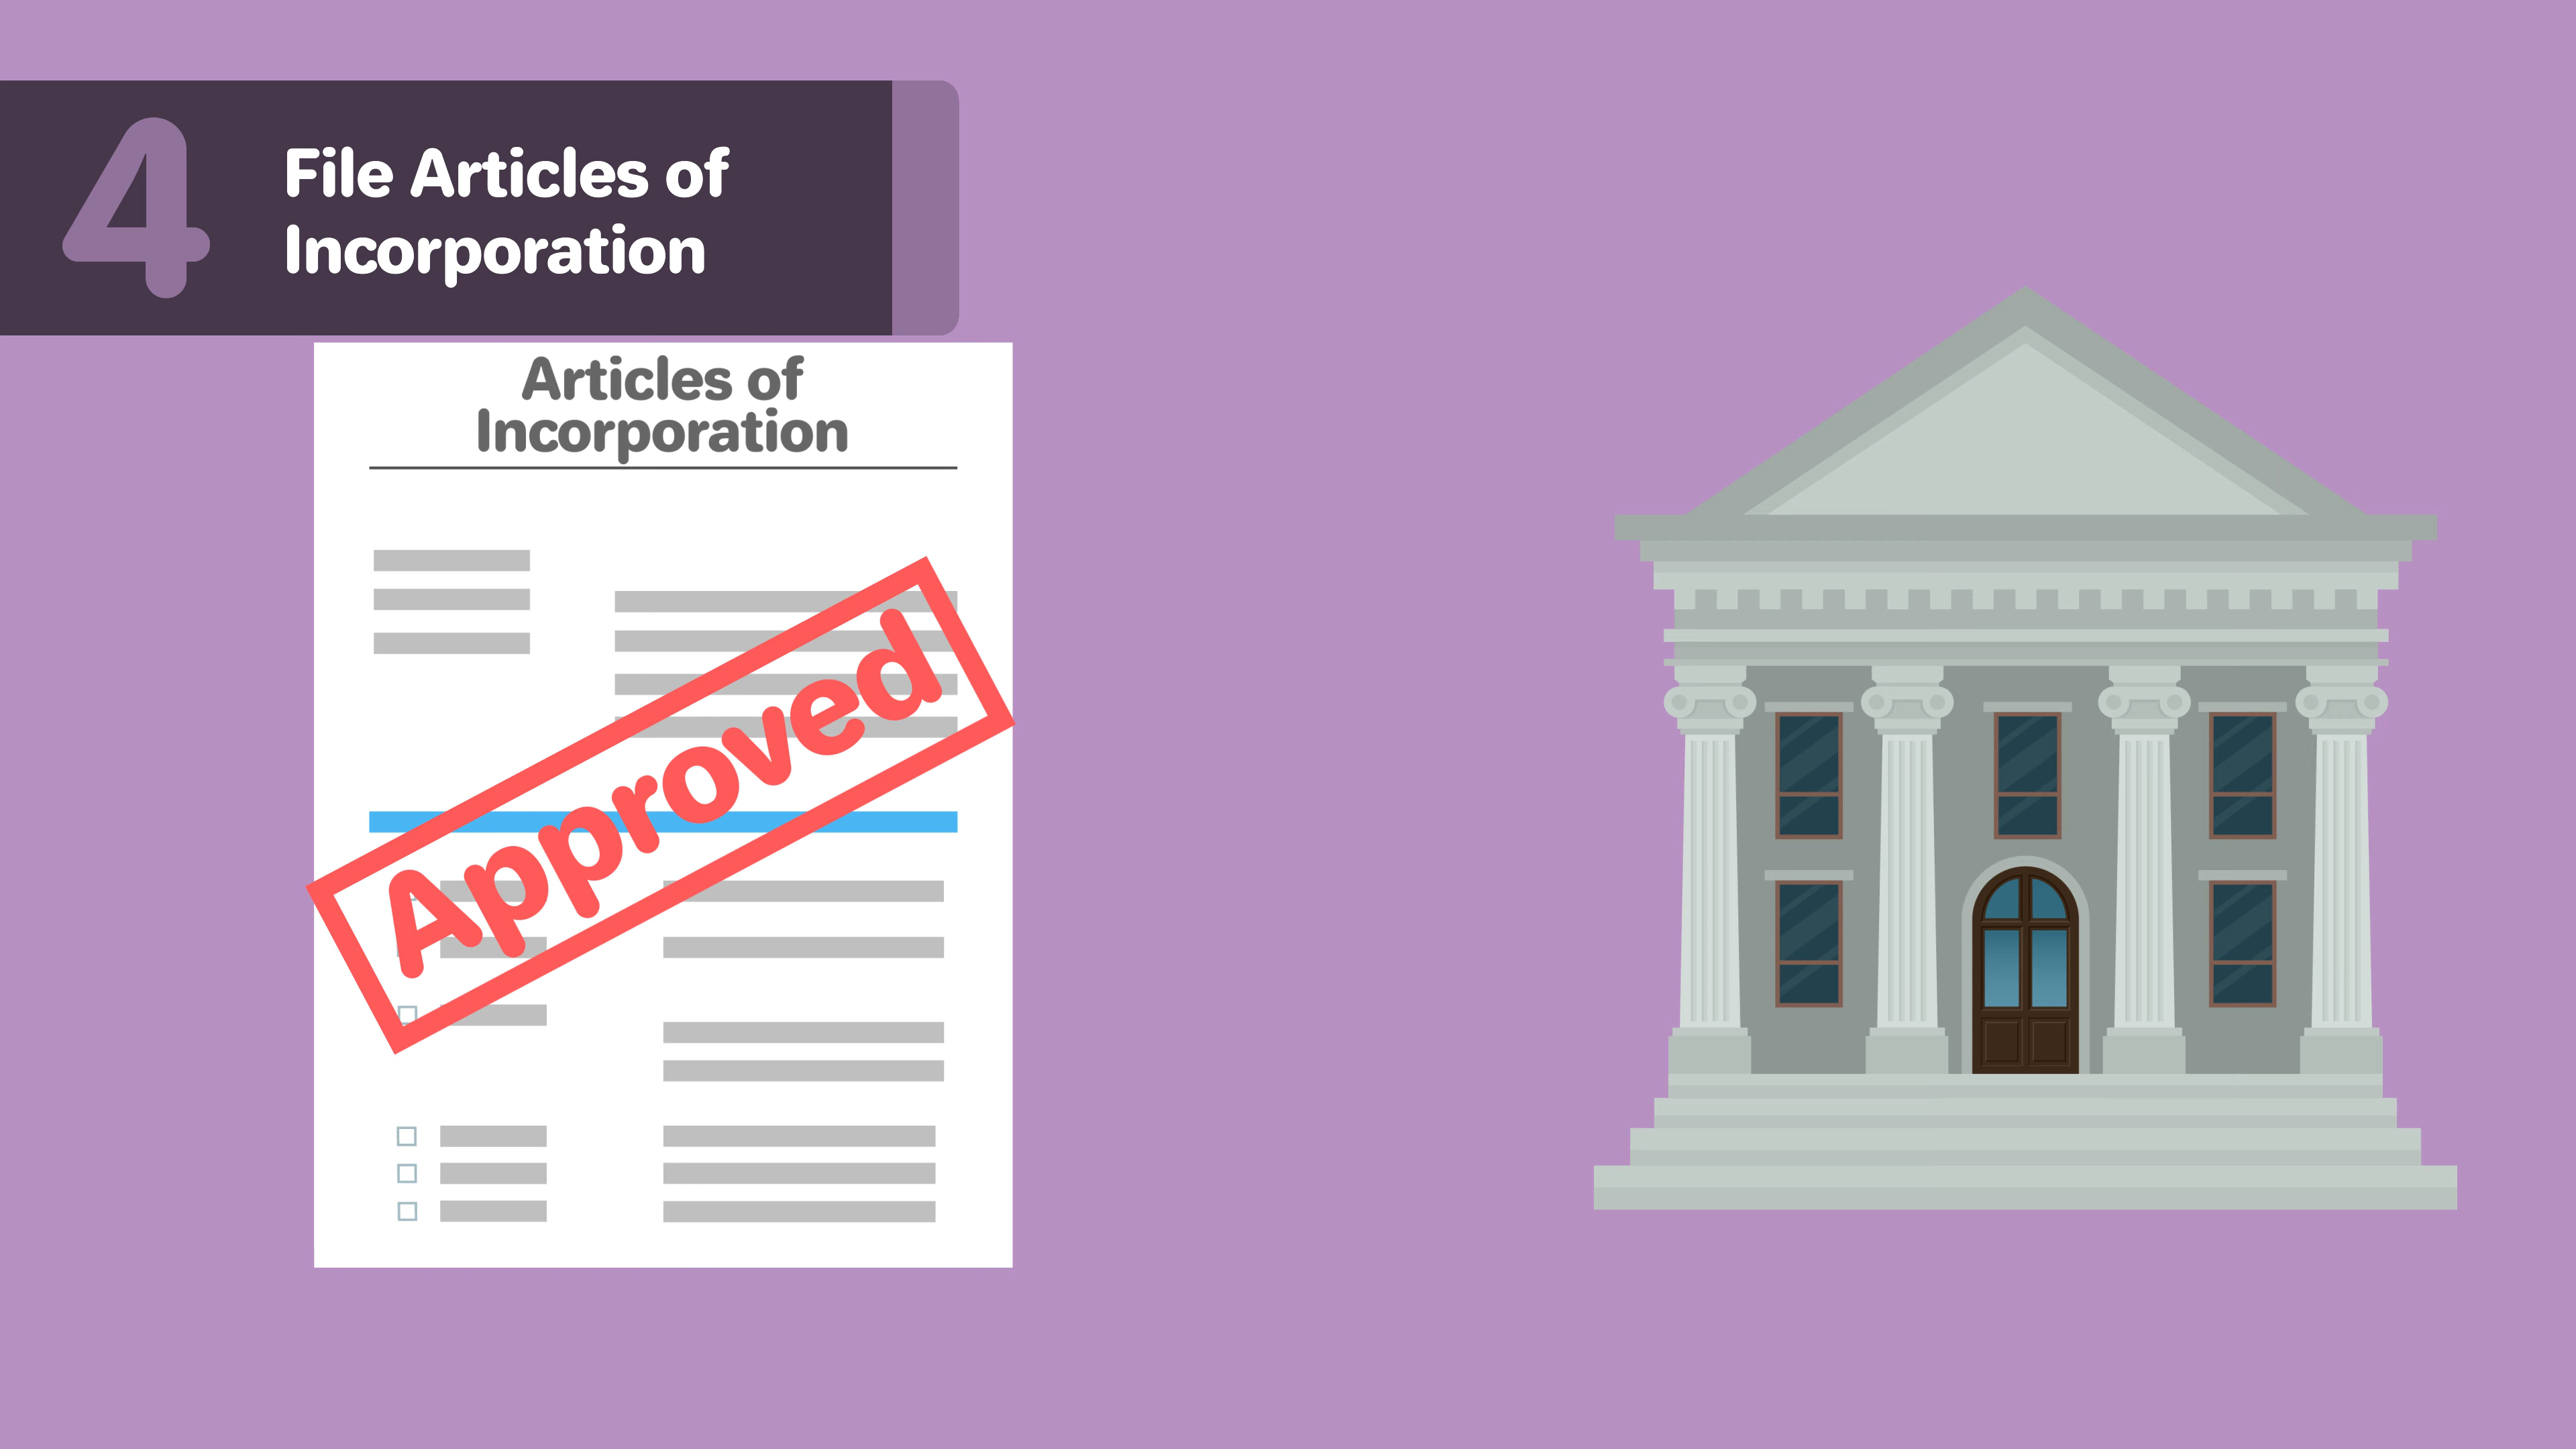 4
File Articles of
Incorporation
Articles of
Incorporation
Approved